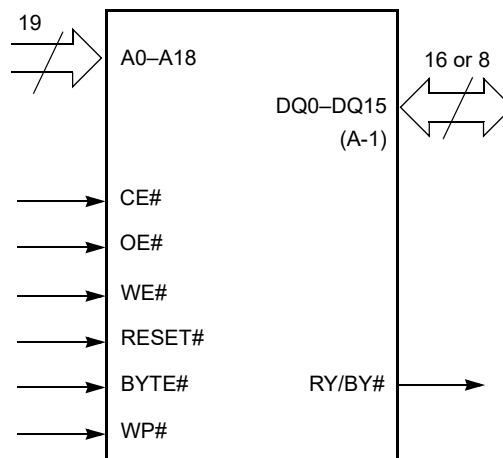 19
A0–A18
16 or 8
DQ0–DQ15
(A-1)
CE#
OE#
WE#
RESET#
BYTE#
RY/BY#
WP#